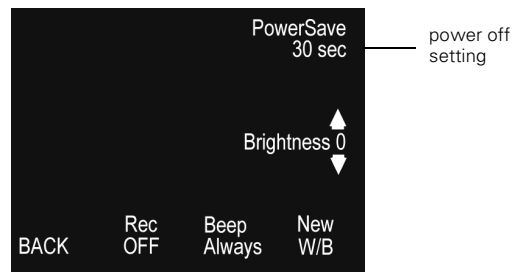 PowerSave
30 sec
power off
setting
Brightness 0
Rec
OFF
Beep
Always
New
W/B
BACK